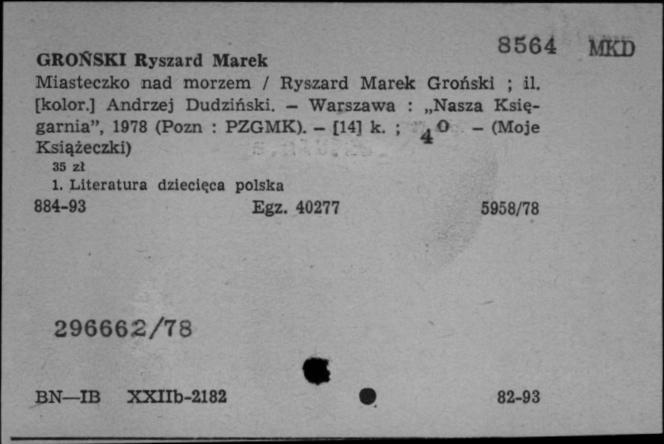 8564 MKD
GROŃSKI Ryszard Marek
Miasteczko nad morzem / Ryszard Marek Groński ; il.
[kolor.] Andrzej Dudziński. — Warszawa : „Nasza Księ-
garnia”, 1978 (Pozn : PZGMK). — [14] k. ; 4° — (Moje
Książeczki)
35 zł
1. Literatura dziecięca polska
884-93 Egz. 40277 5958/78
296662/78
BN—IB XXIIb-2182 82-93